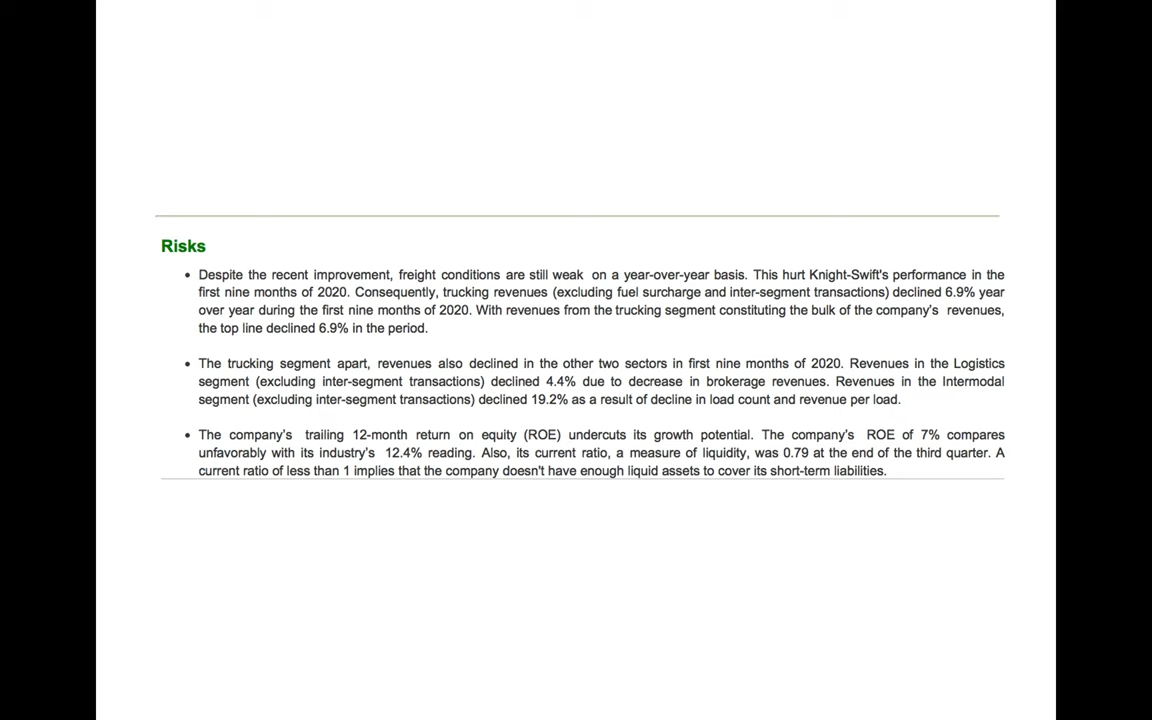 Risks
• Despite the recent improvement, freight conditions are still weak on a year-over-year basis. This hurt Knight-Swift's performance in the
first nine months of 2020. Consequently, trucking revenues (excluding fuel surcharge and inter-segment transactions) declined 6.9% year
over year during the first nine months of 2020. With revenues from the trucking segment constituting the bulk of the company's revenues,
the top line declined 6.9% in the period.
• The trucking segment apart, revenues also declined in the other two sectors in first nine months of 2020. Revenues in the Logistics
segment (excluding inter-segment transactions) declined 4.4% due to decrease in brokerage revenues. Revenues in the Intermodal
segment (excluding inter-segment transactions) declined 19.2% as a result of decline in load count and revenue per load.
• The company's trailing 12-month return on equity (ROE) undercuts its growth potential. The company's ROE of 7% compares
unfavorably with its industry's 12.4% reading. Also, its current ratio, a measure of liquidity, was 0.79 at the end of the third quarter. A
current ratio of less than 1 implies that the company doesn't have enough liquid assets to cover its short-term liabilities.